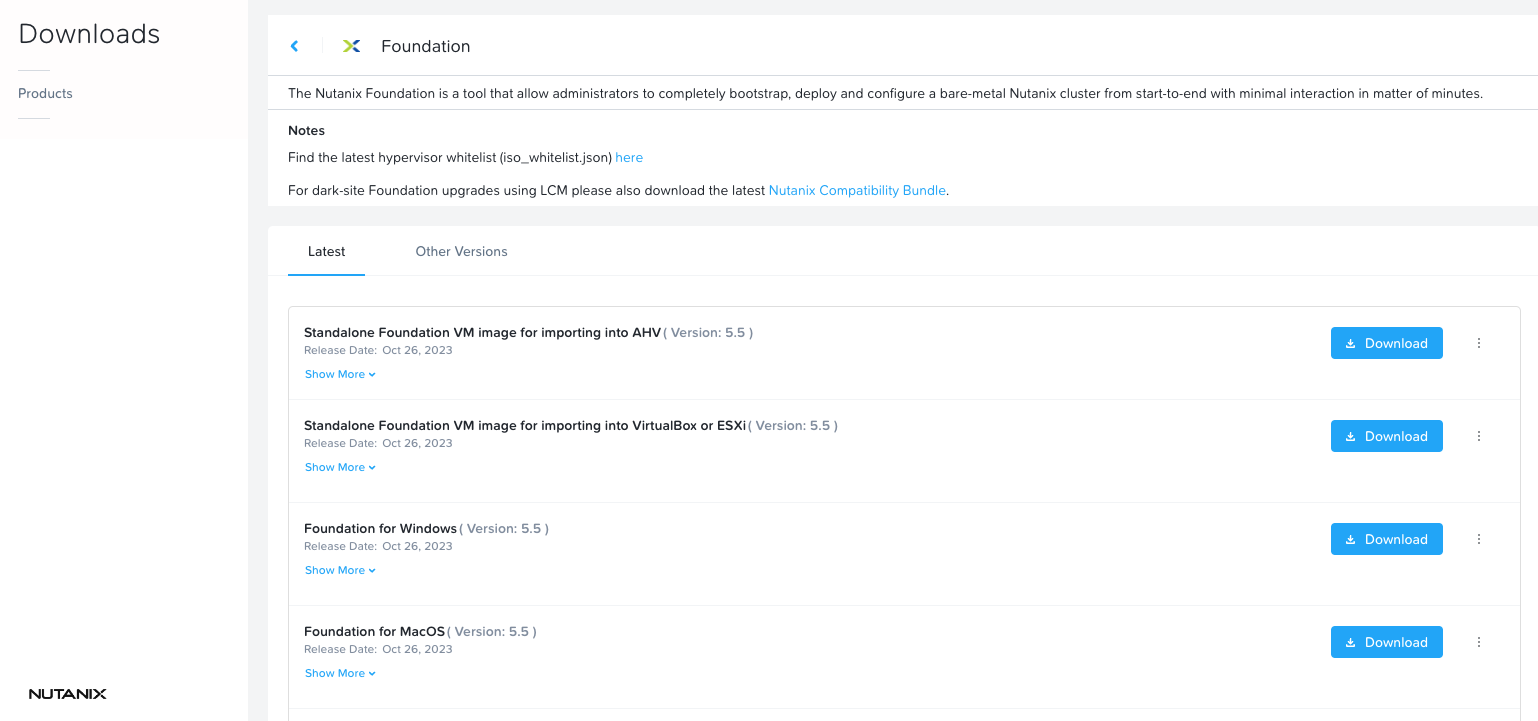 Downloads
Products
Foundation
The Nutanix Foundation is a tool that allow administrators to completely bootstrap, deploy and configure a bare-metal Nutanix cluster from start-to-end with minimal interaction in matter of minutes.
Notes
Find the latest hypervisor whitelist (iso_whitelist.json) here
For dark-site Foundation upgrades using LCM please also download the latest Nutanix Compatibility Bundle.
Latest Other Versions
Standalone Foundation VM image for importing into AHV ( Version: 5.5 )
Release Date: Oct 26, 2023
Download
Show More
Standalone Foundation VM image for importing into VirtualBox or ESXi ( Version: 5.5 )
Release Date: Oct 26, 2023
Download
Show More
Foundation for Windows ( Version: 5.5 )
Release Date: Oct 26, 2023
Download
Show More
Foundation for MacOS ( Version: 5.5 )
Release Date: Oct 26, 2023
Download
Show More
NUTANIX